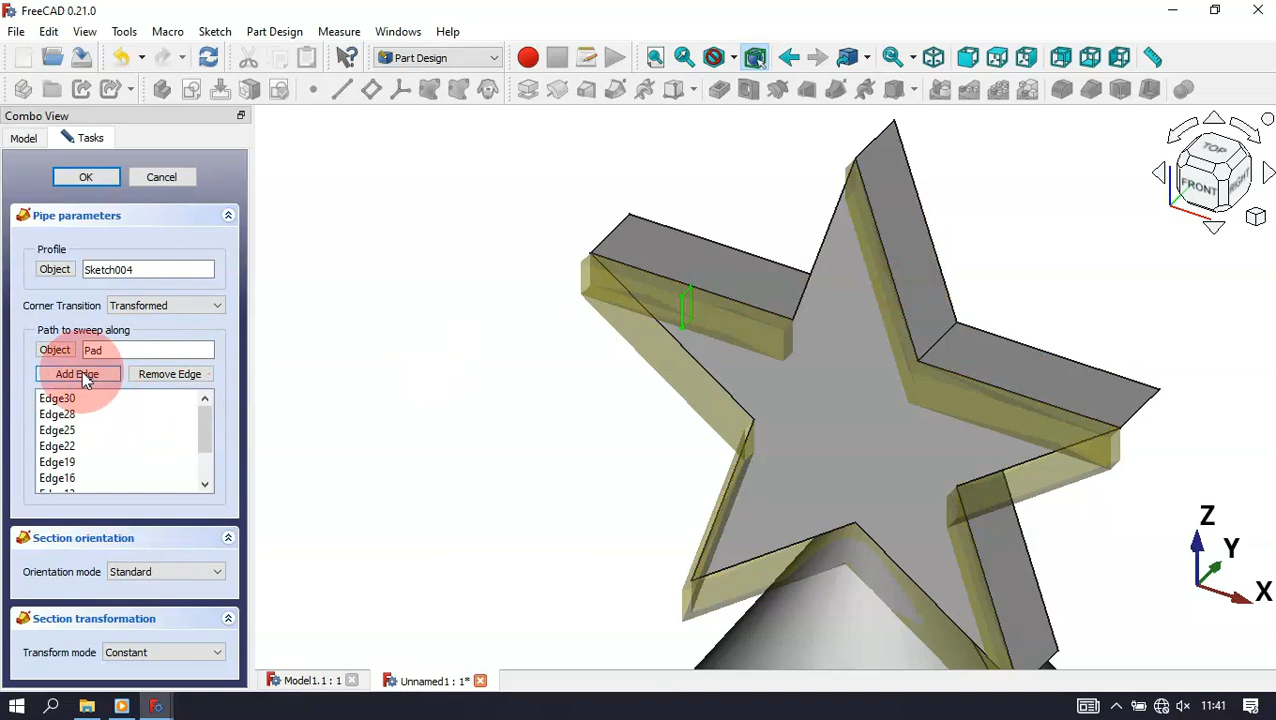 FreeCAD 0.21.0
File Edit View Tools Macro Sketch Part Design Measure Windows Help
Part Design
Combo View
Model Tasks
OK Cancel
Pipe parameters
Profile
Object Sketch004
Corner Transition Transformed
Path to sweep along
Object Pad
Add Edge Remove Edge
Edge30
Edge28
Edge25
Edge22
Edge19
Edge16
Section orientation
Orientation mode Standard
Section transformation
Transform mode Constant
TOP
FRONT RIGHT
Z
Y
X
Model1.1 : 1 Unnamed1 : 1*
11:41